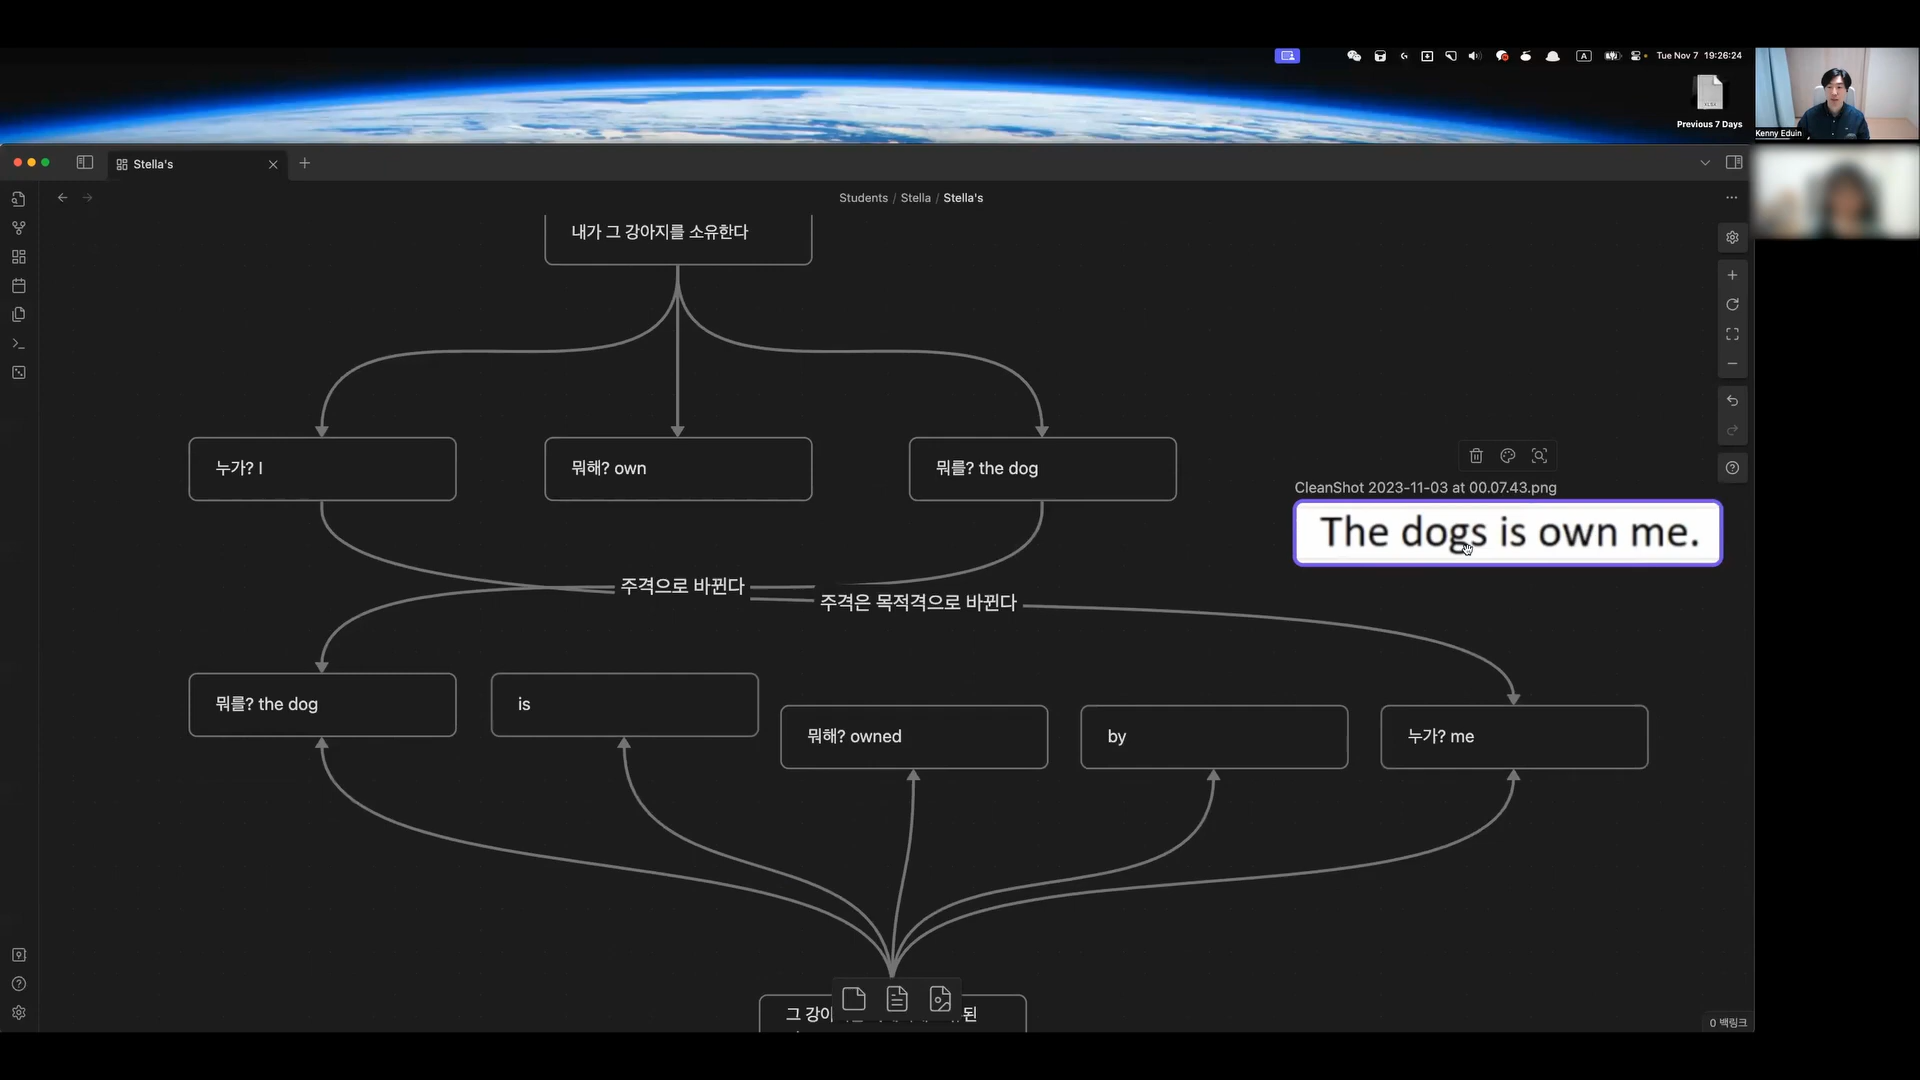 Tue Nov 7 19:26:24
XLSX
Previous 7 Days
Kenny Eduin
Stella's
Students / Stella / Stella's
내가 그 강아지를 소유한다
누가? I
뭐해? own
뭐를? the dog
CleanShot 2023-11-03 at 00.07.43.png
The dogs is own me.
주격으로 바뀐다
주격은 목적격으로 바뀐다
뭐를? the dog
is
뭐해? owned
by
누가? me
그 강아
된
0 백링크